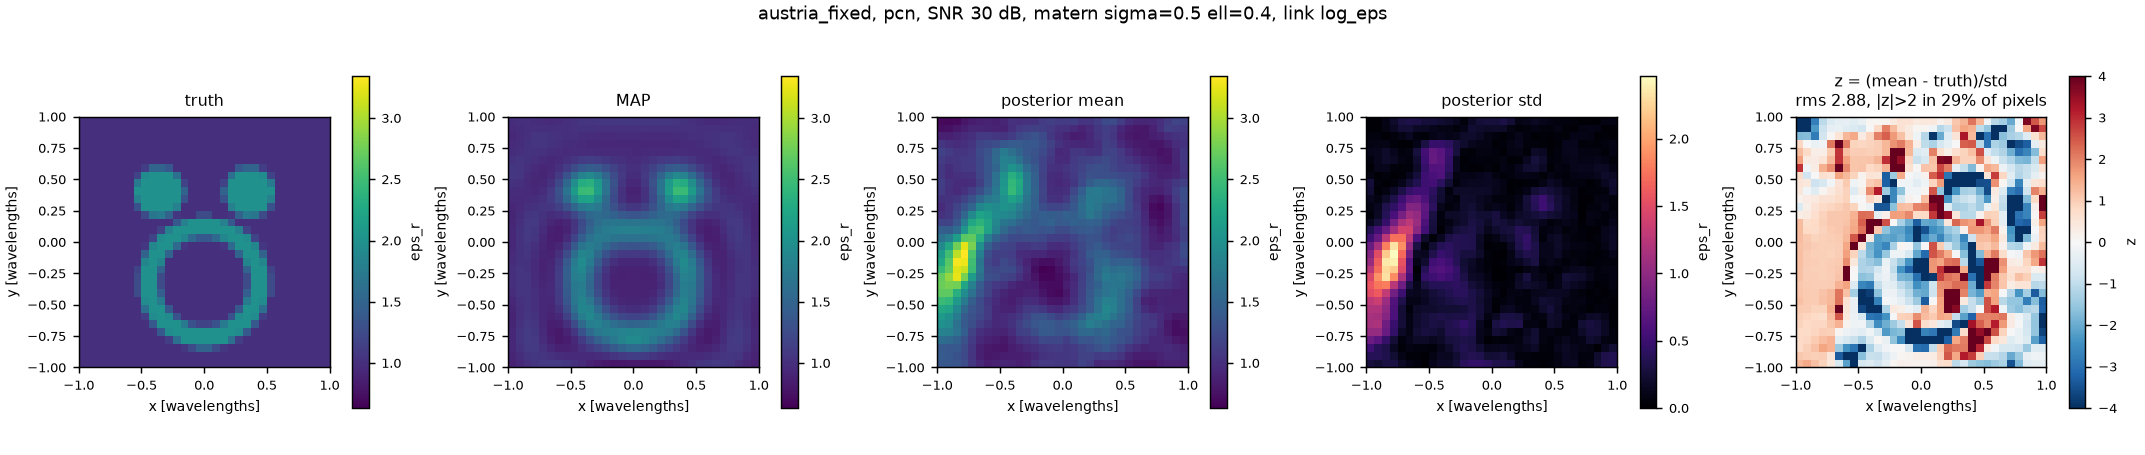 austria_fixed, pcn, SNR 30 dB, matern sigma=0.5 ell=0.4, link log_eps
truth
1.00
0.75
0.50
0.25
0.00
−0.25
−0.50
−0.75
−1.00
−1.0 −0.5 0.0 0.5 1.0
x [wavelengths]
y [wavelengths]
3.0
2.5
2.0
1.5
1.0
eps_r
MAP
1.00
0.75
0.50
0.25
0.00
−0.25
−0.50
−0.75
−1.00
−1.0 −0.5 0.0 0.5 1.0
x [wavelengths]
y [wavelengths]
3.0
2.5
2.0
1.5
1.0
eps_r
posterior mean
1.00
0.75
0.50
0.25
0.00
−0.25
−0.50
−0.75
−1.00
−1.0 −0.5 0.0 0.5 1.0
x [wavelengths]
y [wavelengths]
3.0
2.5
2.0
1.5
1.0
eps_r
posterior std
1.00
0.75
0.50
0.25
0.00
−0.25
−0.50
−0.75
−1.00
−1.0 −0.5 0.0 0.5 1.0
x [wavelengths]
y [wavelengths]
2.0
1.5
1.0
0.5
0.0
eps_r
z = (mean - truth)/std
rms 2.88, |z|>2 in 29% of pixels
1.00
0.75
0.50
0.25
0.00
−0.25
−0.50
−0.75
−1.00
−1.0 −0.5 0.0 0.5 1.0
x [wavelengths]
y [wavelengths]
4
3
2
1
0
−1
−2
−3
−4
z